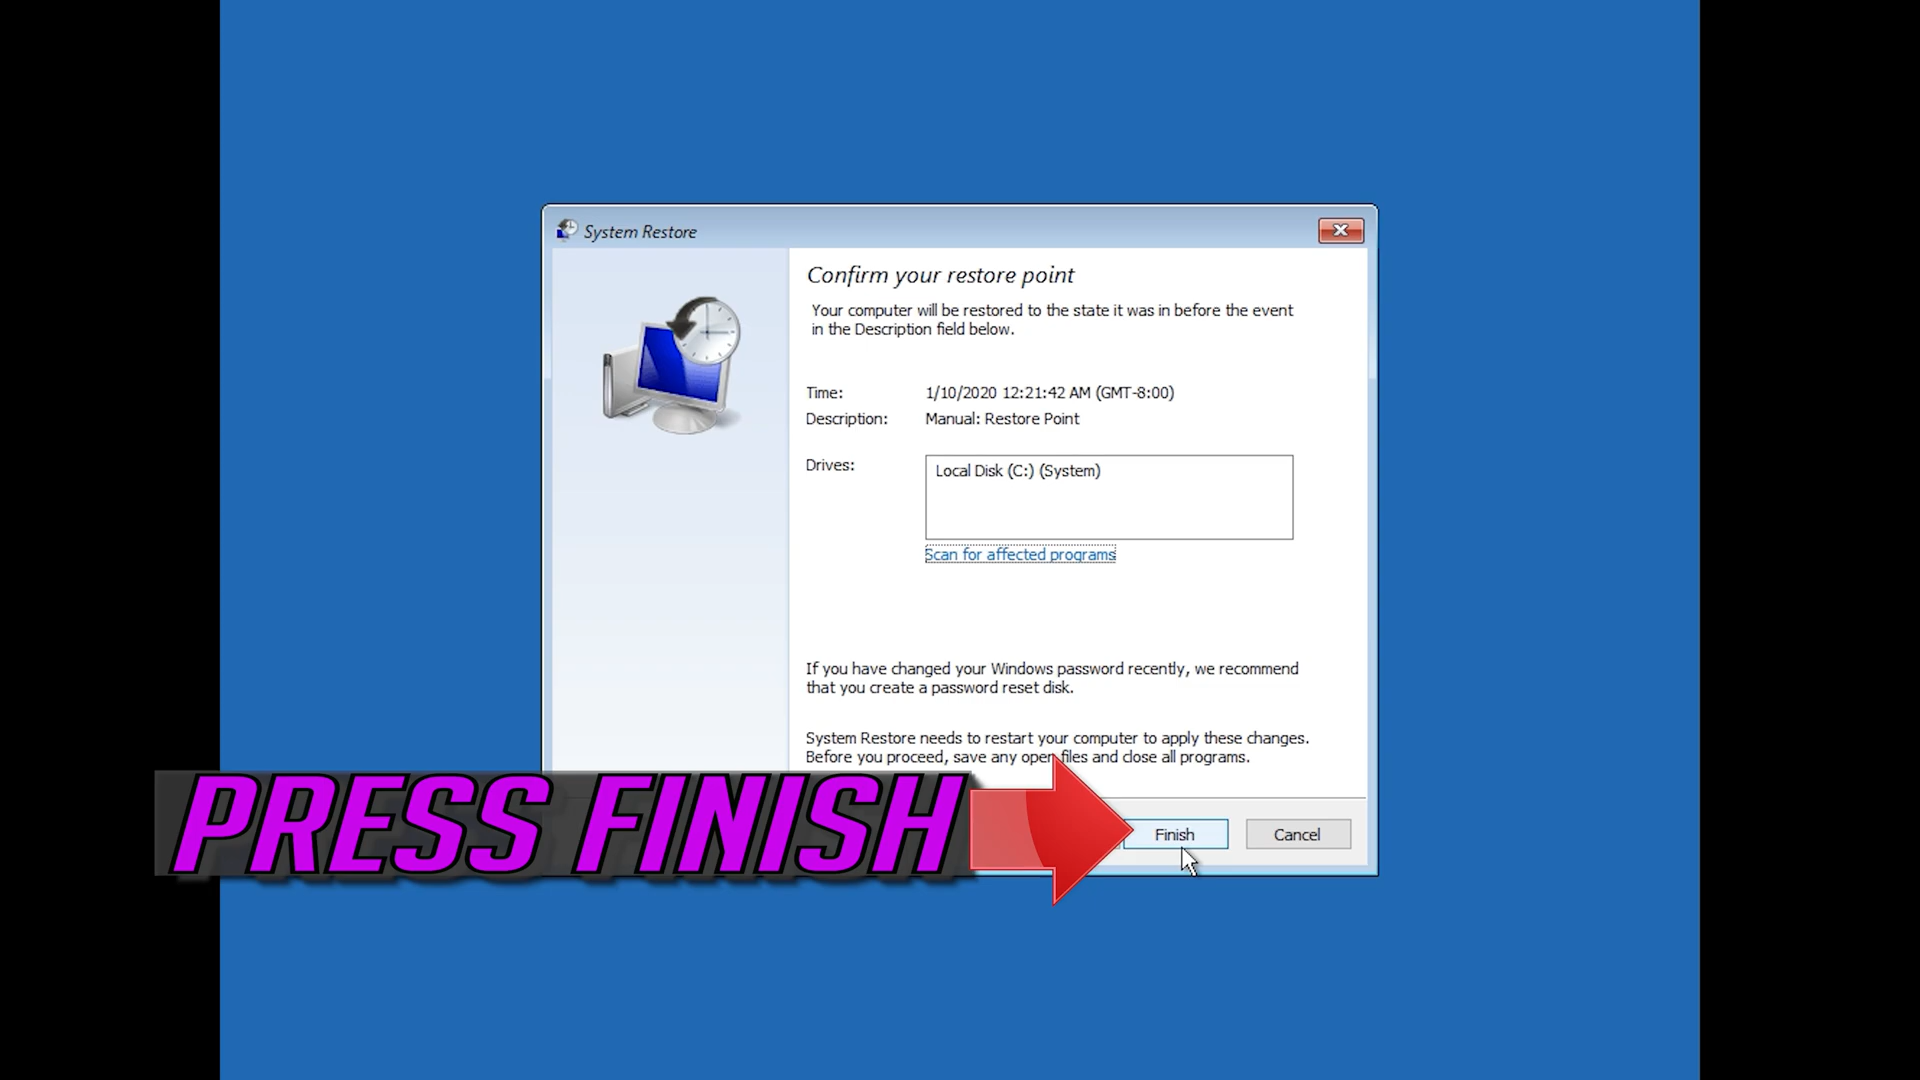 System Restore
Confirm your restore point
Your computer will be restored to the state it was in before the event
in the Description field below.
Time: 1/10/2020 12:21:42 AM (GMT-8:00)
Description: Manual: Restore Point
Drives: Local Disk (C:) (System)
Scan for affected programs
If you have changed your Windows password recently, we recommend
that you create a password reset disk.
System Restore needs to restart your computer to apply these changes.
Before you proceed, save any open files and close all programs.
PRESS FINISH
Finish
Cancel